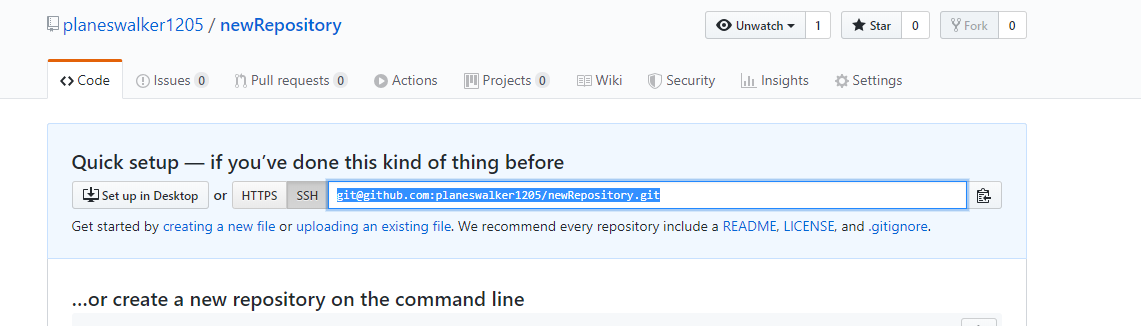 planeswalker1205 / newRepository
Unwatch 1 Star 0 Fork 0
Code Issues 0 Pull requests 0 Actions Projects 0 Wiki Security Insights Settings
Quick setup — if you’ve done this kind of thing before
Set up in Desktop or HTTPS SSH git@github.com:planeswalker1205/newRepository.git
Get started by creating a new file or uploading an existing file. We recommend every repository include a README, LICENSE, and .gitignore.
…or create a new repository on the command line